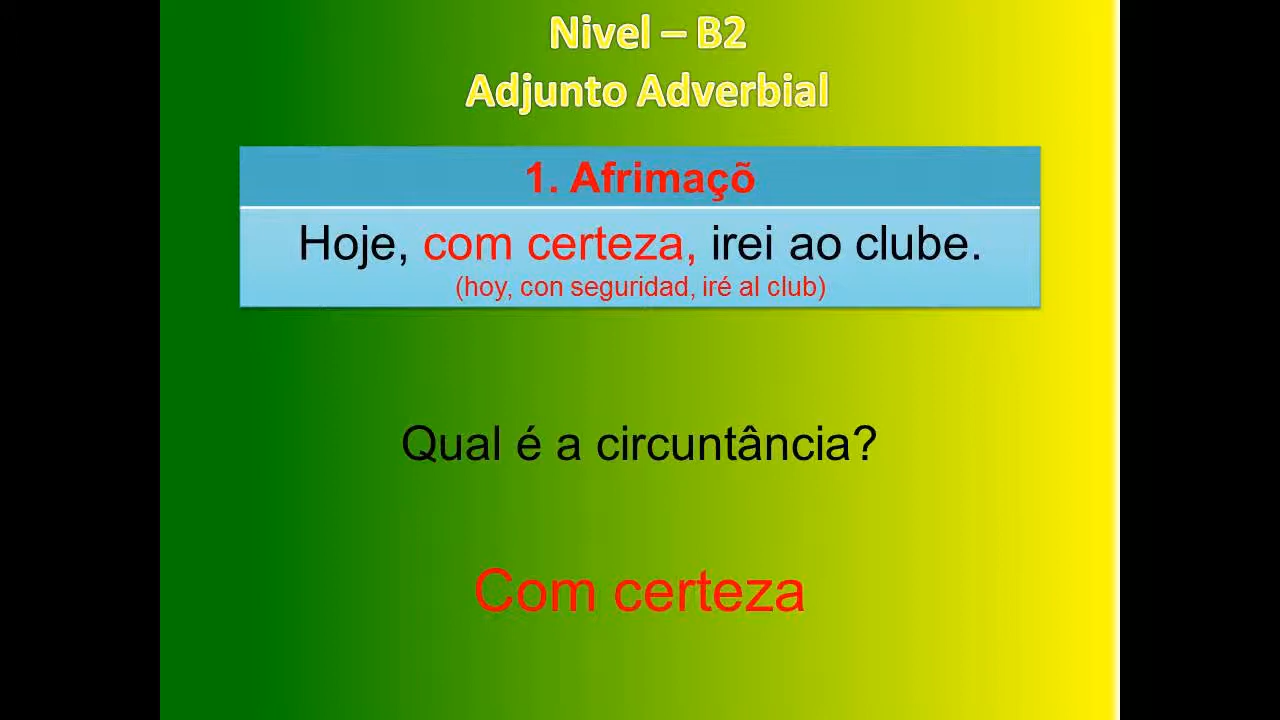 Nivel – B2
Adjunto Adverbial
1. Afrimaçõ
Hoje, com certeza, irei ao clube.
(hoy, con seguridad, iré al club)
Qual é a circuntância?
Com certeza